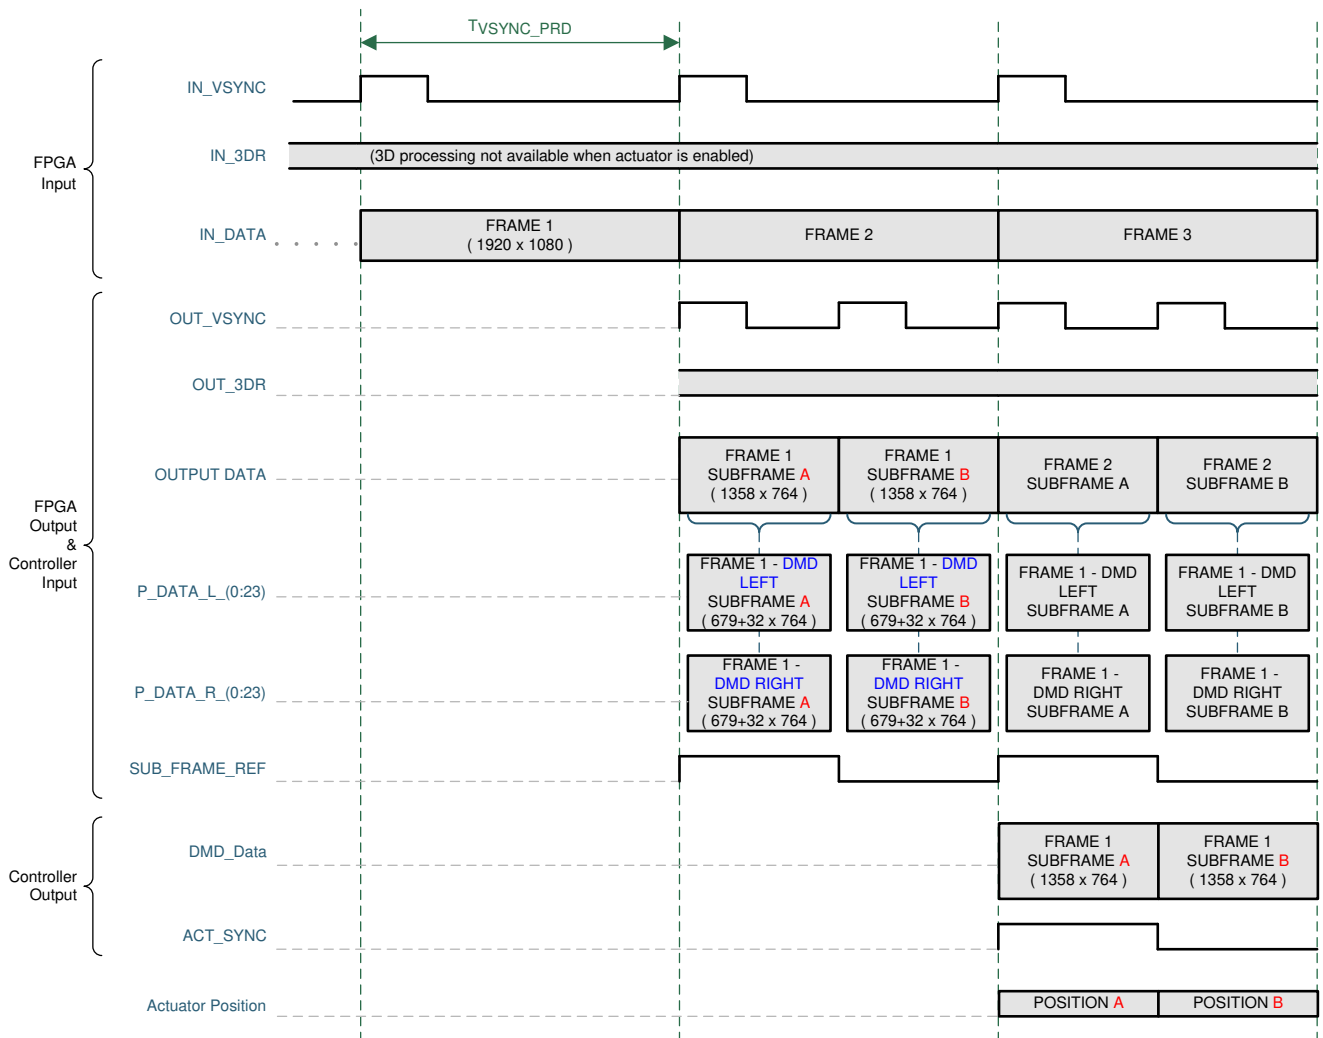 TVSYNC_PRD
IN_VSYNC
FPGA
Input
IN_3DR
(3D processing not available when actuator is enabled)
IN_DATA
FRAME 1
( 1920 x 1080 )
FRAME 2
FRAME 3
OUT_VSYNC
OUT_3DR
FPGA
Output
&
Controller
Input
OUTPUT DATA
FRAME 1
SUBFRAME A
( 1358 x 764 )
FRAME 1
SUBFRAME B
( 1358 x 764 )
FRAME 2
SUBFRAME A
FRAME 2
SUBFRAME B
P_DATA_L_(0:23)
FRAME 1 - DMD
LEFT
SUBFRAME A
( 679+32 x 764 )
FRAME 1 - DMD
LEFT
SUBFRAME B
( 679+32 x 764 )
FRAME 1 - DMD
LEFT
SUBFRAME A
FRAME 1 - DMD
LEFT
SUBFRAME B
P_DATA_R_(0:23)
FRAME 1 -
DMD RIGHT
SUBFRAME A
( 679+32 x 764 )
FRAME 1 -
DMD RIGHT
SUBFRAME B
( 679+32 x 764 )
FRAME 1 -
DMD RIGHT
SUBFRAME A
FRAME 1 -
DMD RIGHT
SUBFRAME B
SUB_FRAME_REF
Controller
Output
DMD_Data
FRAME 1
SUBFRAME A
( 1358 x 764 )
FRAME 1
SUBFRAME B
( 1358 x 764 )
ACT_SYNC
Actuator Position
POSITION A
POSITION B